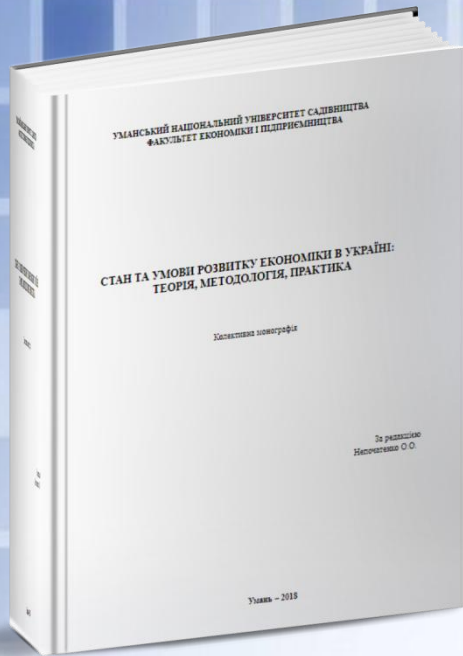 УМАНСЬКИЙ НАЦІОНАЛЬНИЙ УНІВЕРСИТЕТ САДІВНИЦТВА
ФАКУЛЬТЕТ ЕКОНОМІКИ І ПІДПРИЄМНИЦТВА
СТАН ТА УМОВИ РОЗВИТКУ ЕКОНОМІКИ В УКРАЇНІ:
ТЕОРІЯ, МЕТОДОЛОГІЯ, ПРАКТИКА
Колективна монографія
За редакцією
Непочатенко О.О.
Умань – 2018